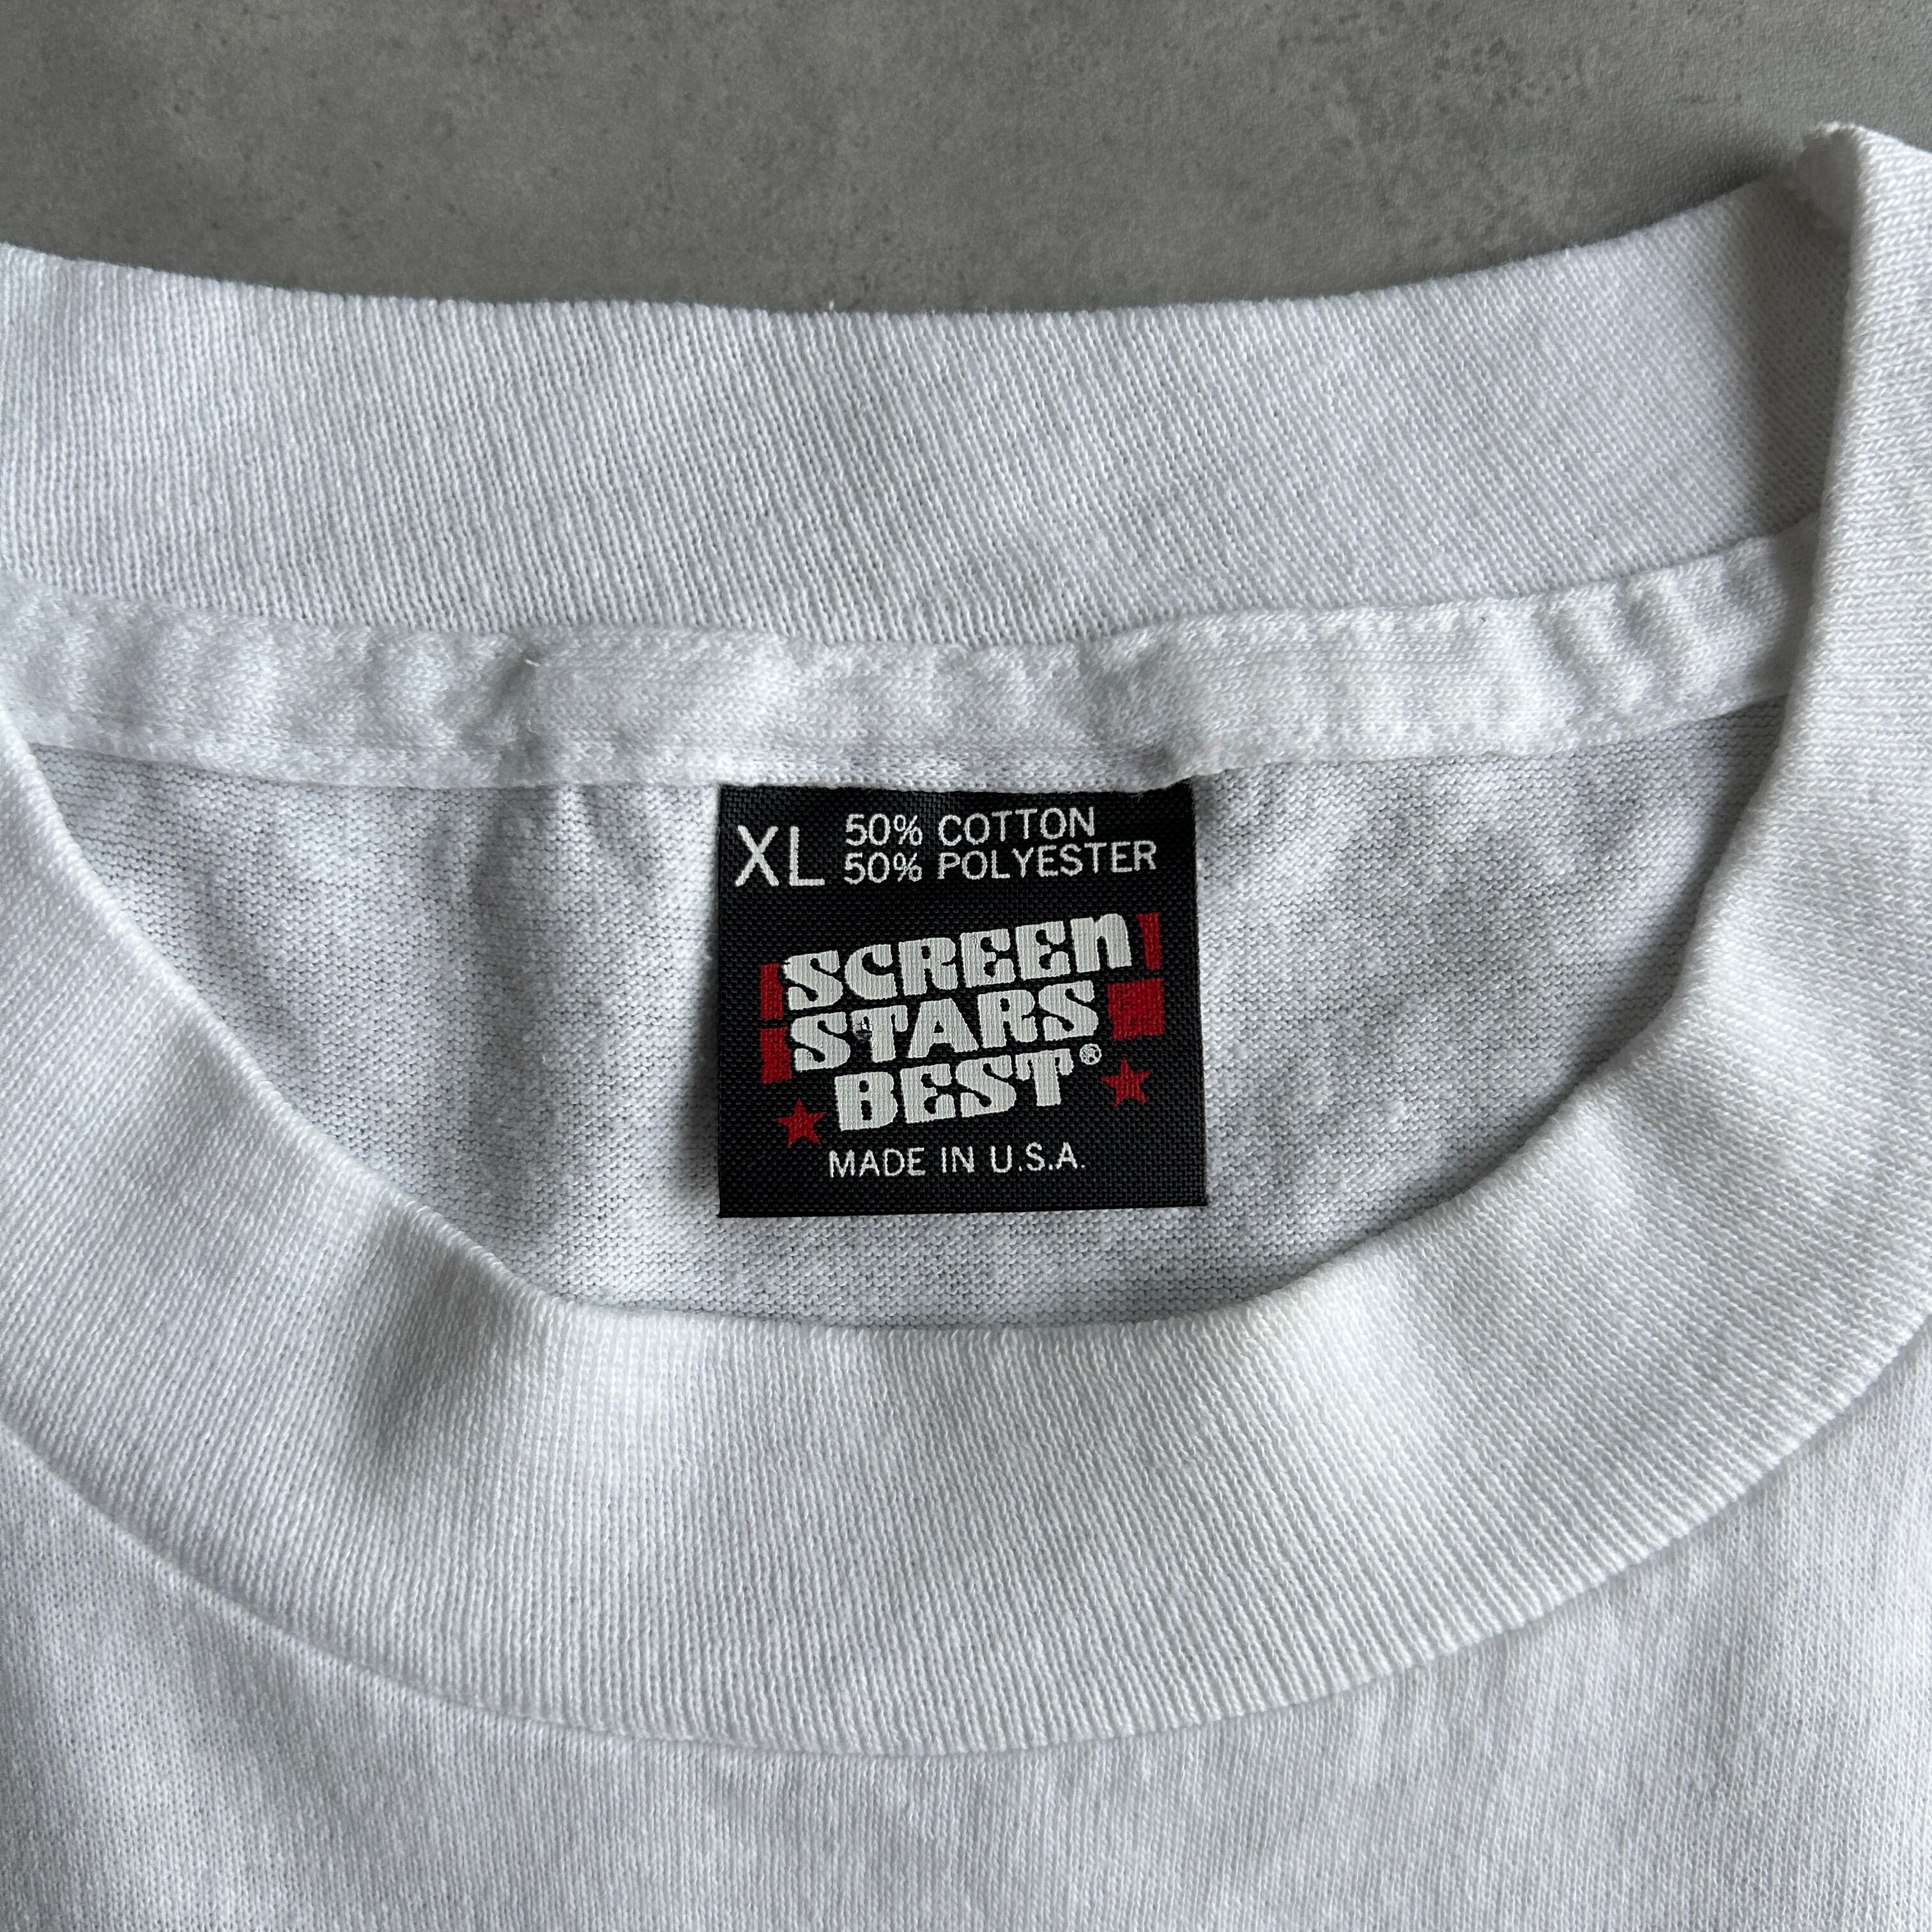 XL 50% COTTON
50% POLYESTER
SCREEN
STARS
BEST®
MADE IN U.S.A.